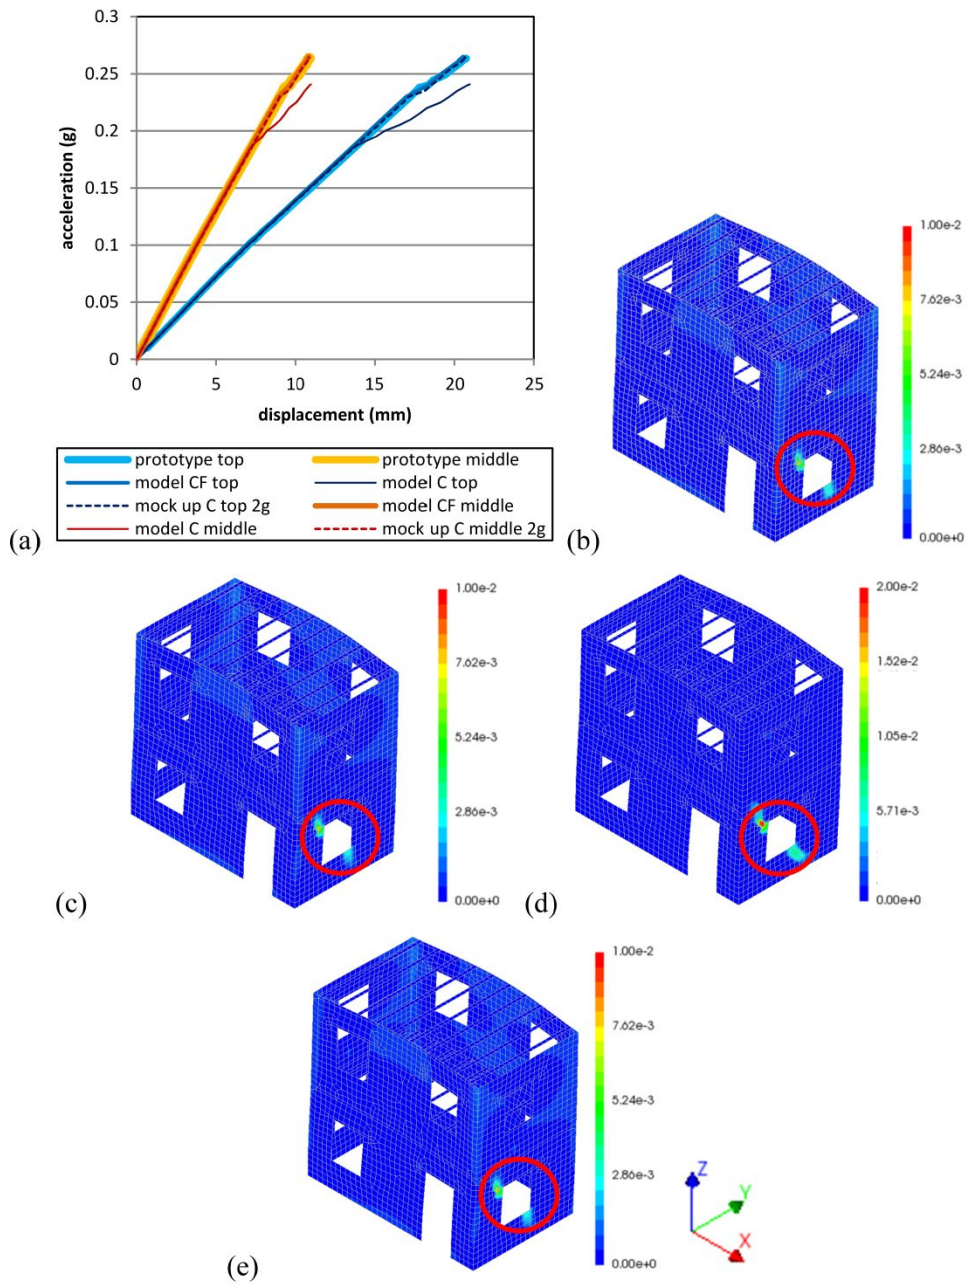 0.3
0.25
0.2
0.15
0.1
0.05
0
acceleration (g)
0 5 10 15 20 25
displacement (mm)
prototype top prototype middle
model CF top model C top
mock up C top 2g model CF middle
model C middle mock up C middle 2g
(a)
1.00e-2
7.62e-3
5.24e-3
2.86e-3
0.00e+0
(b)
1.00e-2
7.62e-3
5.24e-3
2.86e-3
0.00e+0
(c)
2.00e-2
1.52e-2
1.05e-2
5.71e-3
0.00e+0
(d)
1.00e-2
7.62e-3
5.24e-3
2.86e-3
0.00e+0
(e)
Z
Y
X